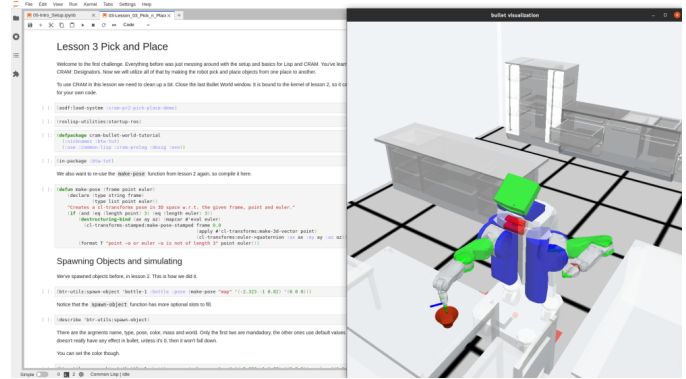 File Edit View Run Kernel Tabs Settings Help
00-Intro_Setup.ipynb
03-Lesson_03_Pick_n_Place.
Code
bullet visualization
Lesson 3 Pick and Place
Welcome to the first challenge. Everything before was just messing around with the setup and basics for Lisp and CRAM. You've lear
CRAM: Designators. Now we will utilize all of that by making the robot pick and place objects from one place to another.
To use CRAM in this lesson we need to clean up a bit. Close the last Bullet World window. It is bound to the kernel of lesson 2, so it c
for your own code.
[ ]: (asdf:load-system :cram-pr2-pick-place-demo)
[ ]: (roslisp-utilities:startup-ros)
[ ]: (defpackage cram-bullet-world-tutorial
(:nicknames :btw-tut)
(:use :common-lisp :cram-prolog :desig :exe))
[ ]: (in-package :btw-tut)
We also want to re-use the make-pose function from lesson 2 again, so compile it here.
[ ]: (defun make-pose (frame point euler)
(declare (type string frame)
(type list point euler))
"Creates a cl-transforms pose in 3D space w.r.t. the given frame, point and euler."
(if (and (eq (length point) 3) (eq (length euler) 3))
(destructuring-bind (ax ay az) (mapcar #'eval euler)
(cl-transforms-stamped:make-pose-stamped frame 0.0
(apply #'cl-transforms:make-3d-vector point)
(cl-transforms:euler->quaternion :ax ax :ay ay :az az))
(format T "point ~a or euler ~a is not of length 3" point euler)))
Spawning Objects and simulating
We've spawned objects before, in lesson 2. This is how we did it.
[ ]: (btr-utils:spawn-object 'bottle-1 :bottle :pose (make-pose "map" '(-2.323 -1 0.82) '(0 0 0)))
Notice that the spawn-object function has more optional slots to fill.
[ ]: (describe 'btr-utils:spawn-object)
There are the arguments name, type, pose, color, mass and world. Only the first two are mandadory, the other ones use default values
doesn't really have any effect in bullet, unless it's 0, then it won't fall down.
You can set the color though.
Simple 0 2 Common Lisp | Idle